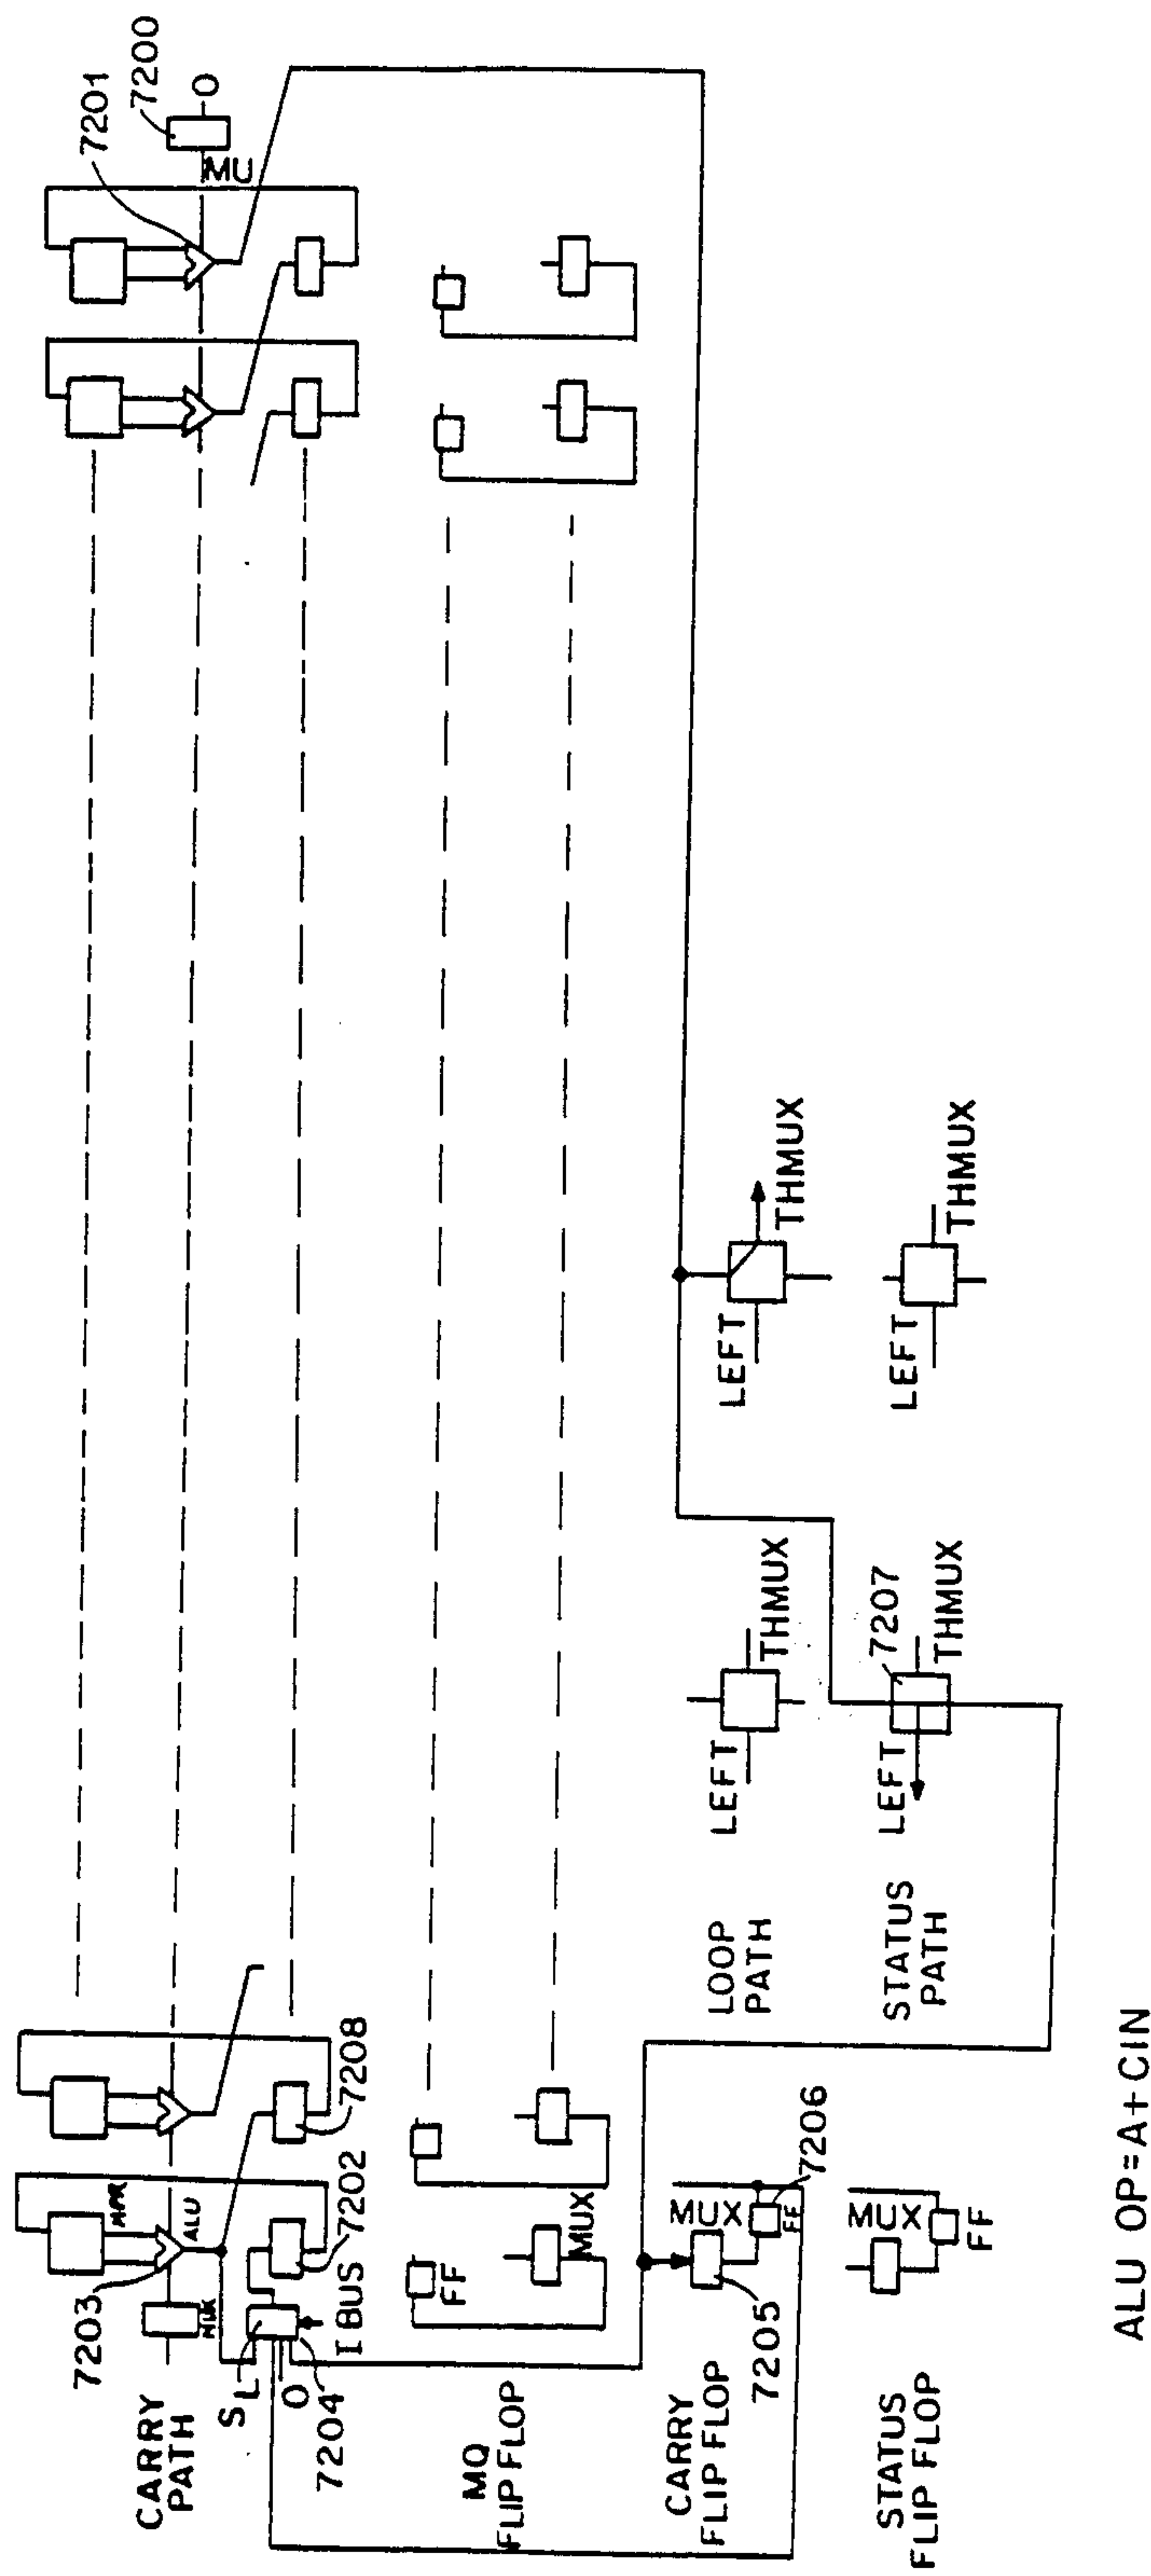 7200
7201
O
MU
7203
MPR
ALU
MUX
CARRY
PATH
S
L
O
7204
I BUS
7202
7208
MQ
FLIP FLOP
FF
MUX
CARRY
FLIP FLOP
7205
MUX
FF
7206
STATUS
FLIP FLOP
MUX
FF
LOOP
PATH
LEFT
THMUX
LEFT
THMUX
STATUS
PATH
LEFT
7207
THMUX
LEFT
THMUX
ALU OP=A+CIN